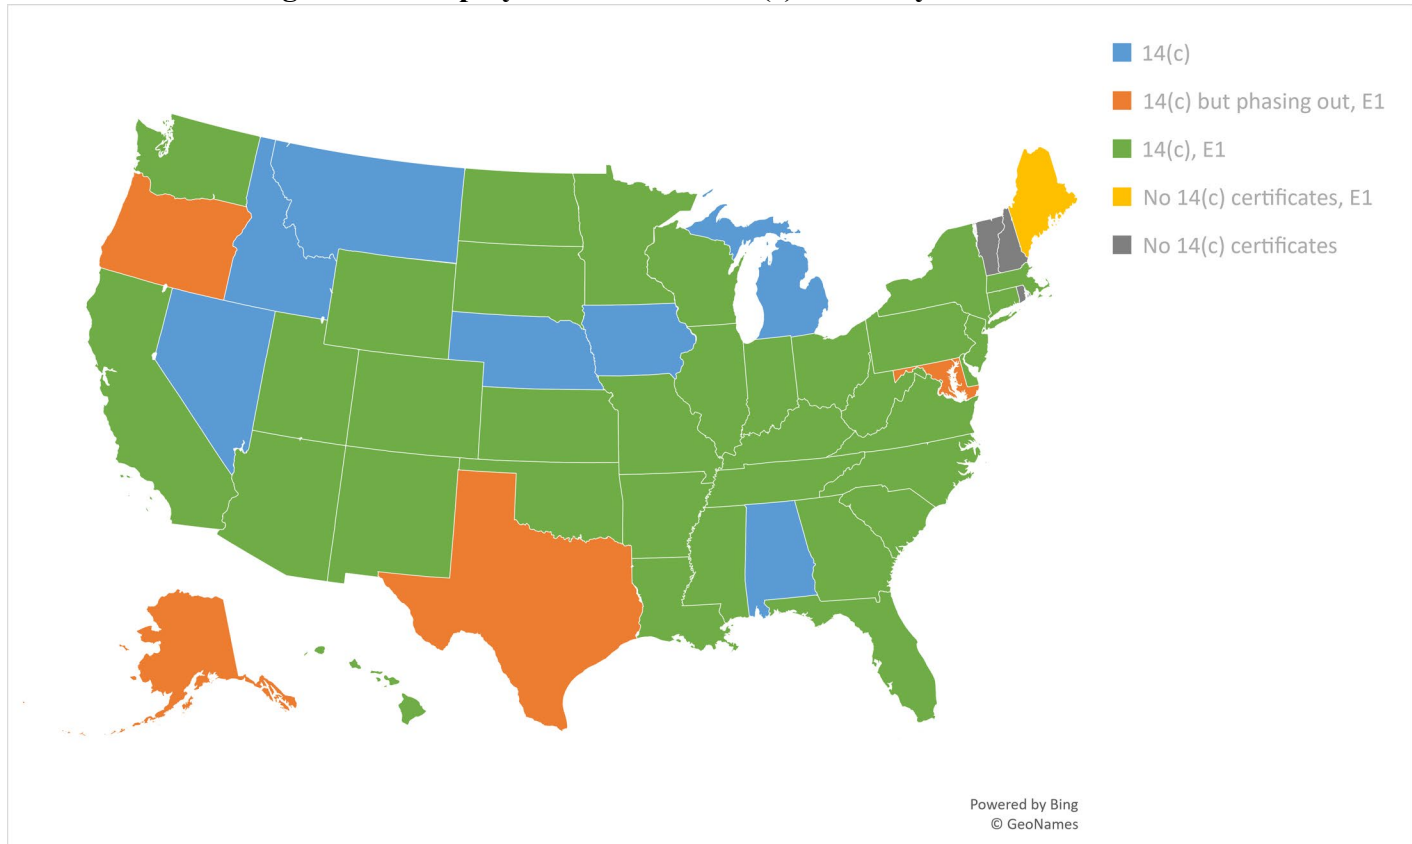 14(c)
14(c) but phasing out, E1
14(c), E1
No 14(c) certificates, E1
No 14(c) certificates
Powered by Bing
© GeoNames